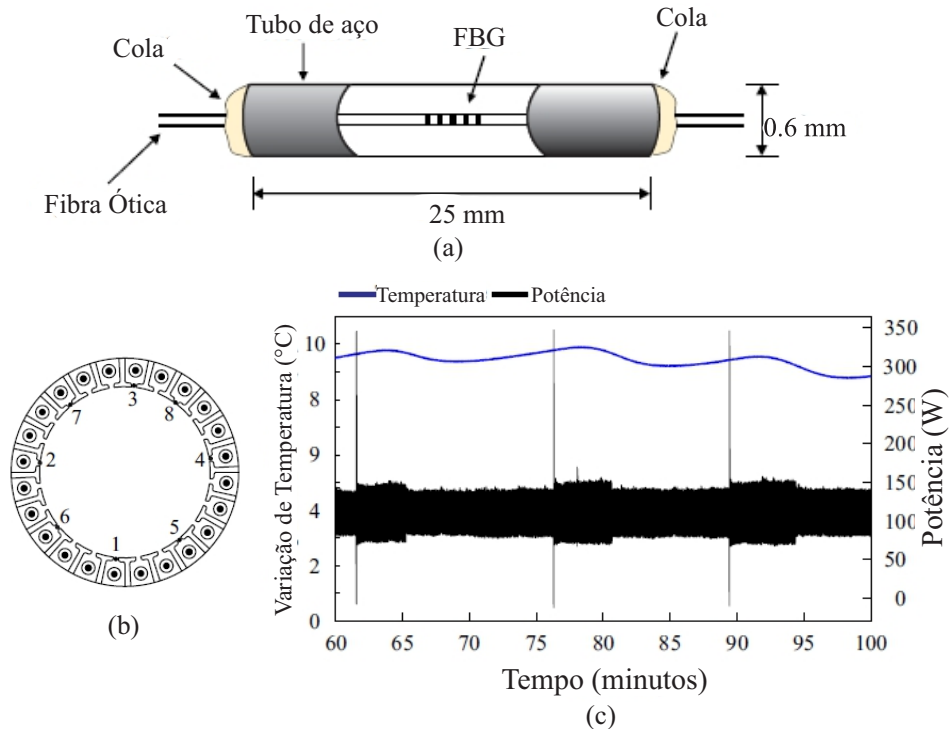 Tubo de aço
FBG
Cola
Cola
0.6 mm
Fibra Ótica
25 mm
(a)
Temperatura
Potência
Variação de Temperatura (°C)
10
8
9
4
2
0
350
300
250
200
150
100
50
0
Potência (W)
60 65 70 75 80 85 90 95 100
Tempo (minutos)
(c)
3
7
8
2
4
6
5
1
(b)